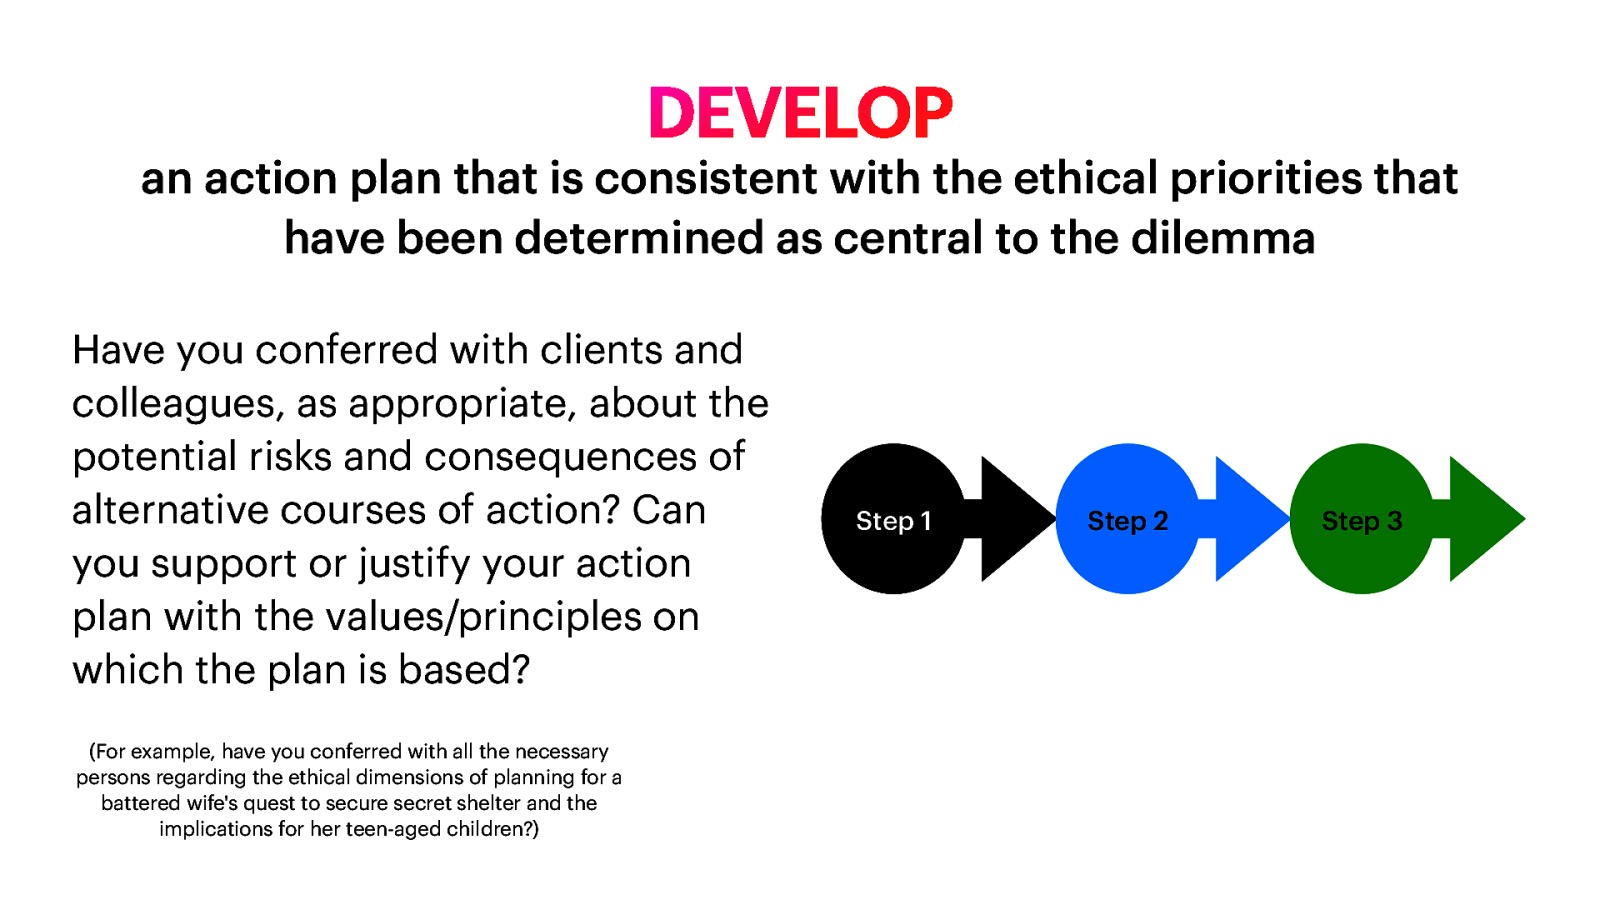 DEVELOP
an action plan that is consistent with the ethical priorities that
have been determined as central to the dilemma
Have you conferred with clients and
colleagues, as appropriate, about the
potential risks and consequences of
alternative courses of action? Can
you support or justify your action
plan with the values/principles on
which the plan is based?
(For example, have you conferred with all the necessary
persons regarding the ethical dimensions of planning for a
battered wife's quest to secure secret shelter and the
implications for her teen-aged children?)
Step 1
Step 2
Step 3